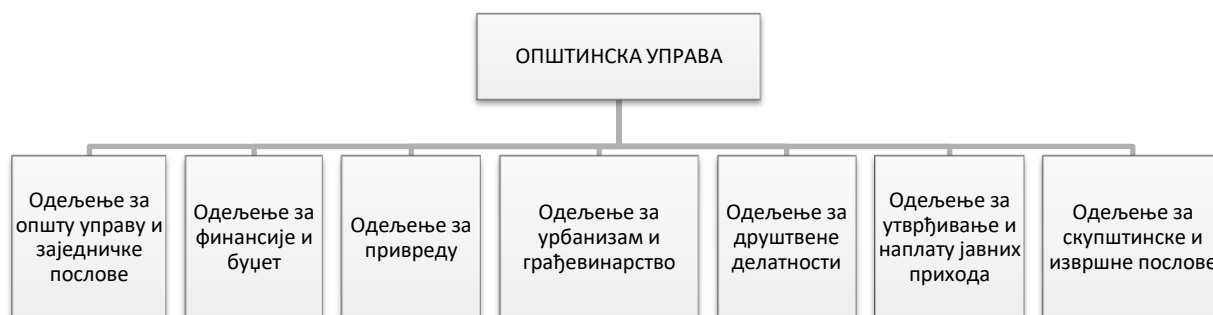 ОПШТИНСКА УПРАВА
Одељење за
општу управу и
заједничке
послове
Одељење за
финансије и
буџет
Одељење за
привреду
Одељење за
урбанизам и
грађевинарство
Одељење за
друштвене
делатности
Одељење за
утврђивање и
наплату јавних
прихода
Одељење за
скупштинске и
извршне послове